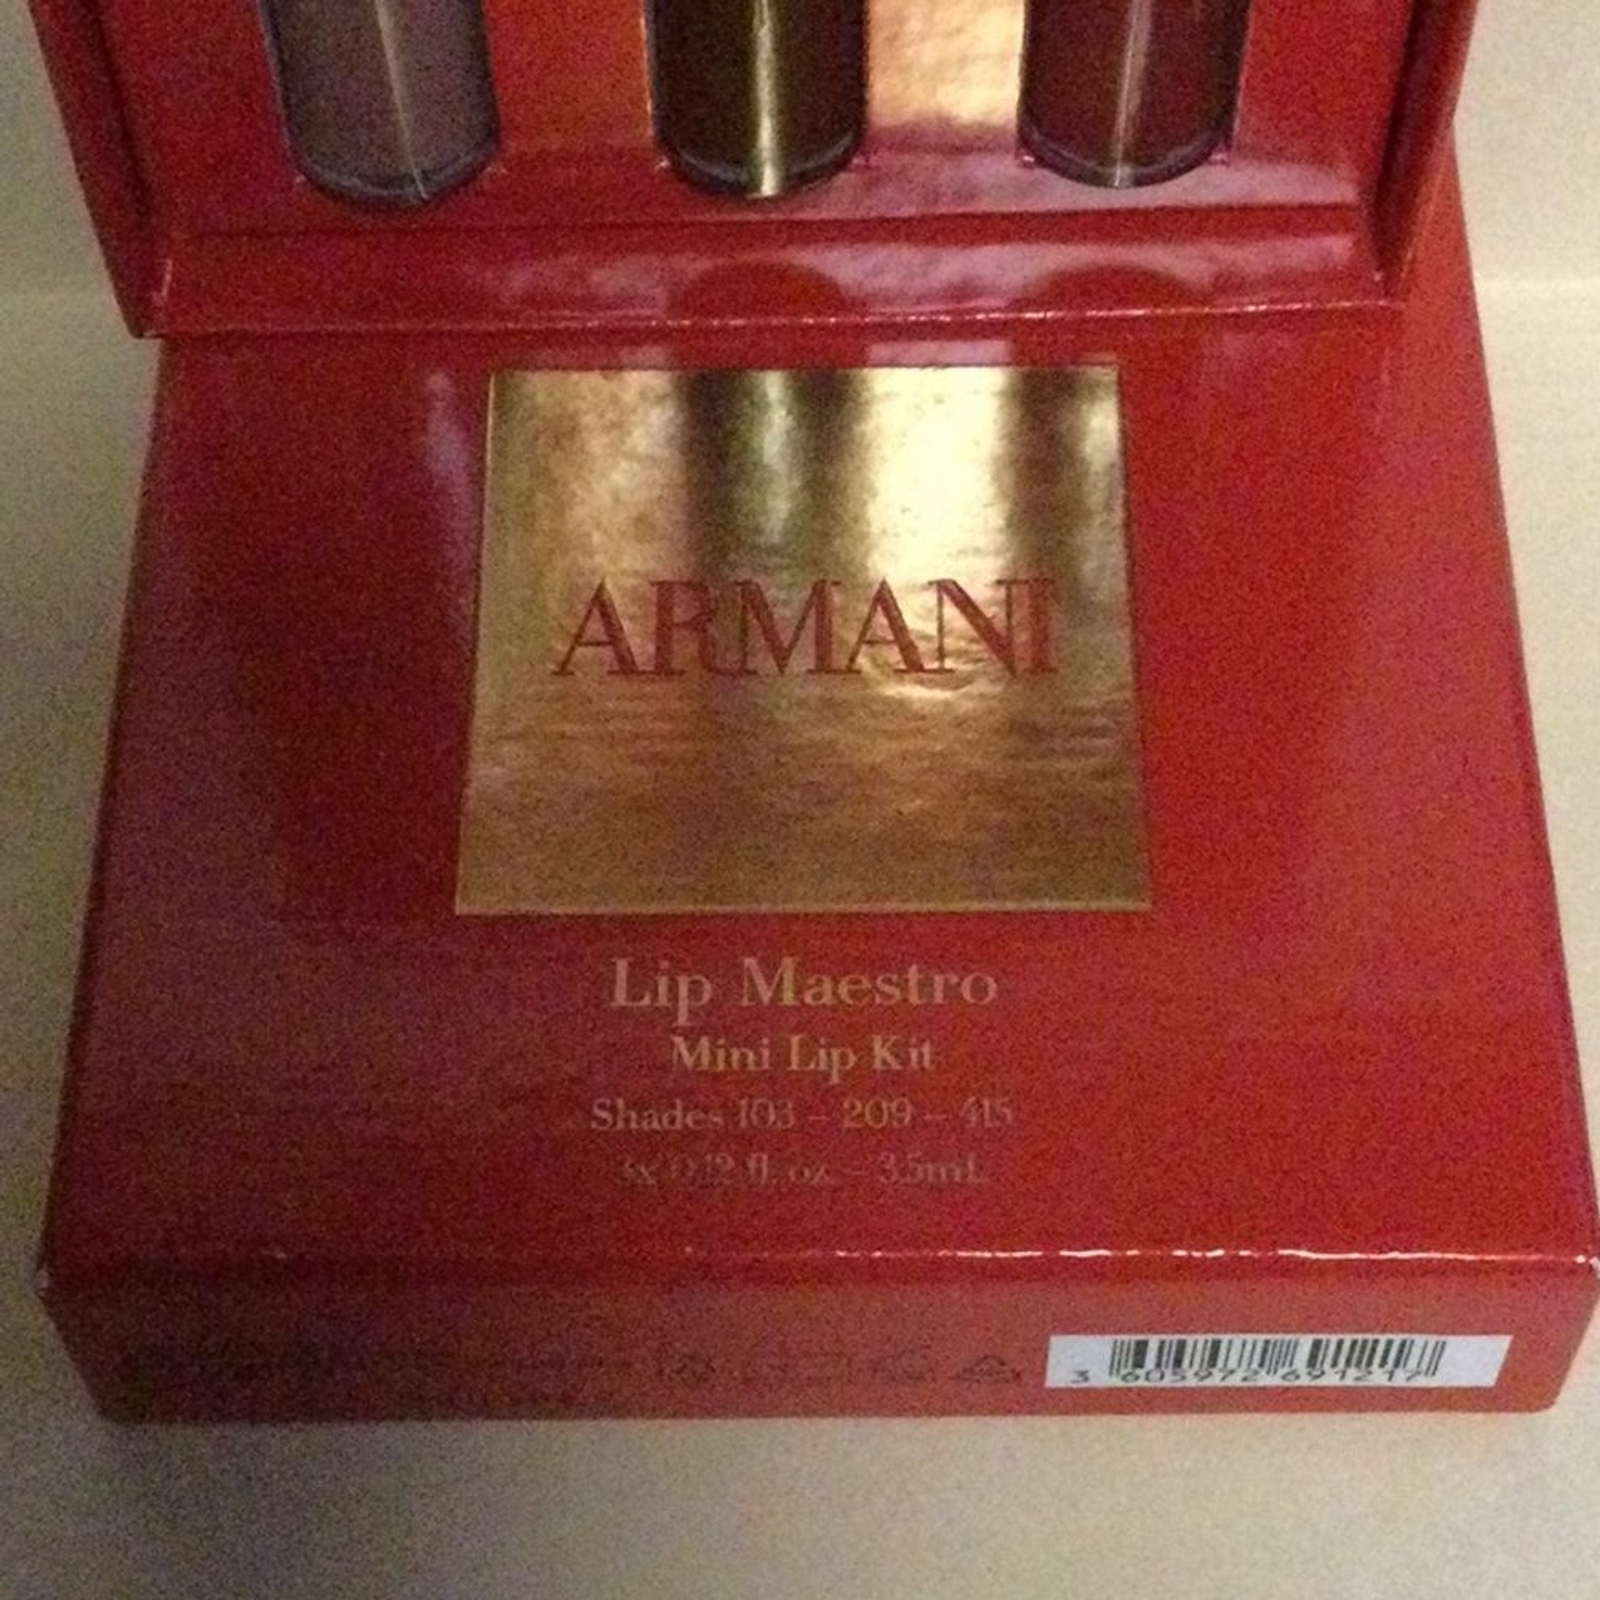 ARMANI
Lip Maestro
Mini Lip Kit
Shades 103 – 209 – 415
3x 0.12 fl. oz. – 3.5mL
3 605972 691217